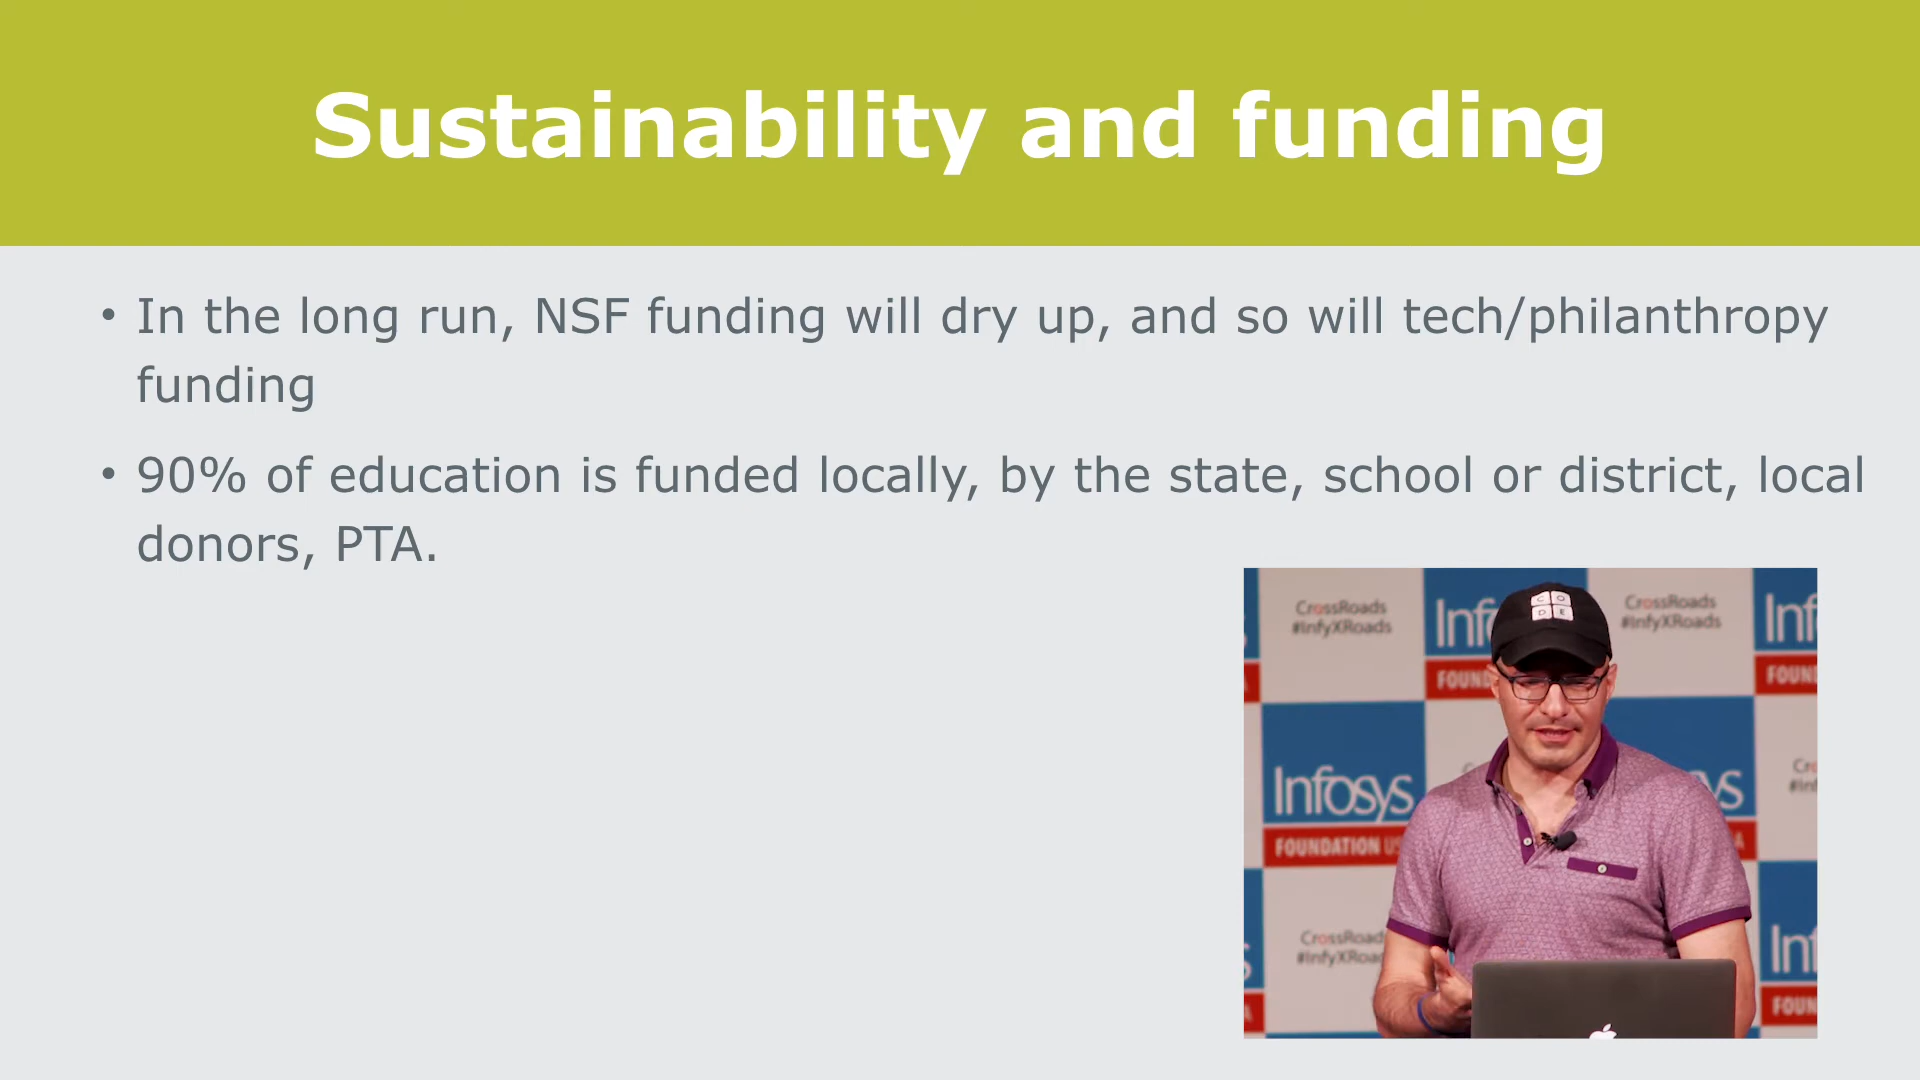 Sustainability and funding
• In the long run, NSF funding will dry up, and so will tech/philanthropy
funding
• 90% of education is funded locally, by the state, school or district, local
donors, PTA.
CrossRoads
#InfyXRoads
CrossRoads
#InfyXRoads
C O
D E
Infosys
FOUNDATION
CrossRoads